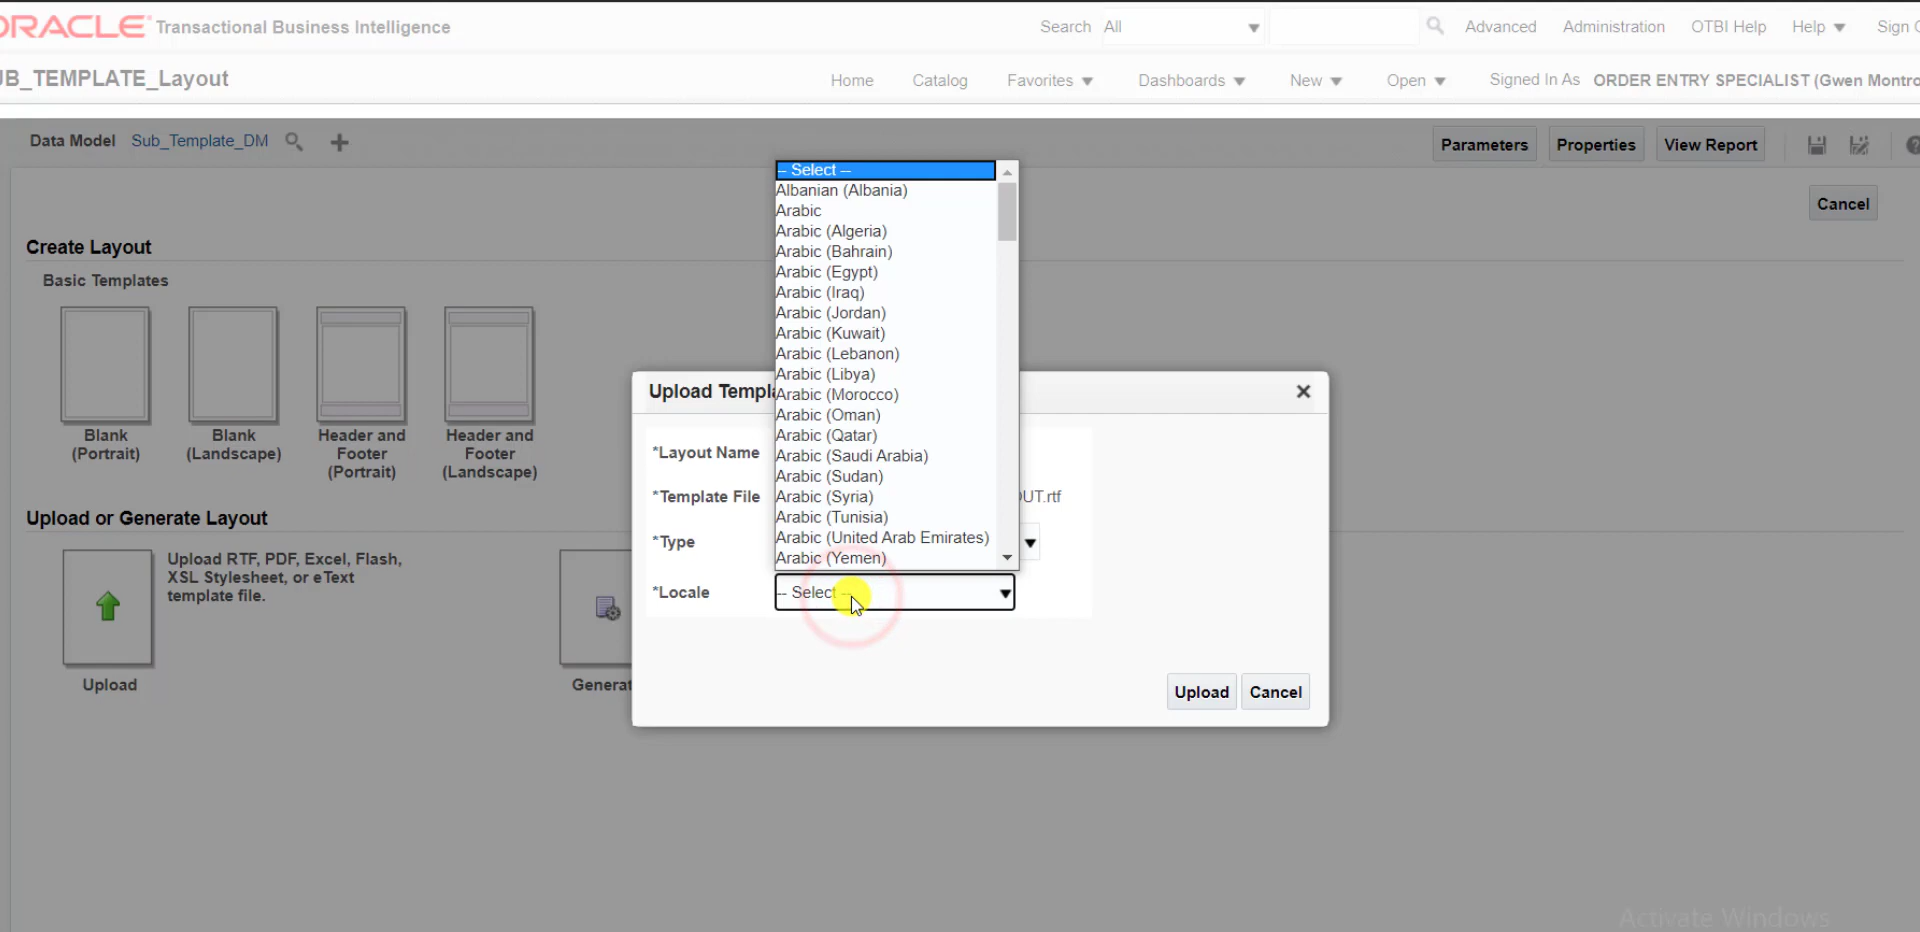 ORACLE Transactional Business Intelligence
Search All Advanced Administration OTBI Help Help Sign
UB_TEMPLATE_Layout
Home Catalog Favorites Dashboards New Open Signed In As ORDER ENTRY SPECIALIST (Gwen Montro
Data Model Sub_Template_DM
Parameters Properties View Report
Cancel
Create Layout
Basic Templates
Blank (Portrait)
Blank (Landscape)
Header and Footer (Portrait)
Header and Footer (Landscape)
Upload or Generate Layout
Upload RTF, PDF, Excel, Flash,
XSL Stylesheet, or eText
template file.
Upload
Generat
Upload Templa
*Layout Name
*Template File
OUT.rtf
*Type
*Locale
-- Select --
-- Select --
Albanian (Albania)
Arabic
Arabic (Algeria)
Arabic (Bahrain)
Arabic (Egypt)
Arabic (Iraq)
Arabic (Jordan)
Arabic (Kuwait)
Arabic (Lebanon)
Arabic (Libya)
Arabic (Morocco)
Arabic (Oman)
Arabic (Qatar)
Arabic (Saudi Arabia)
Arabic (Sudan)
Arabic (Syria)
Arabic (Tunisia)
Arabic (United Arab Emirates)
Arabic (Yemen)
Upload Cancel
Activate Windows